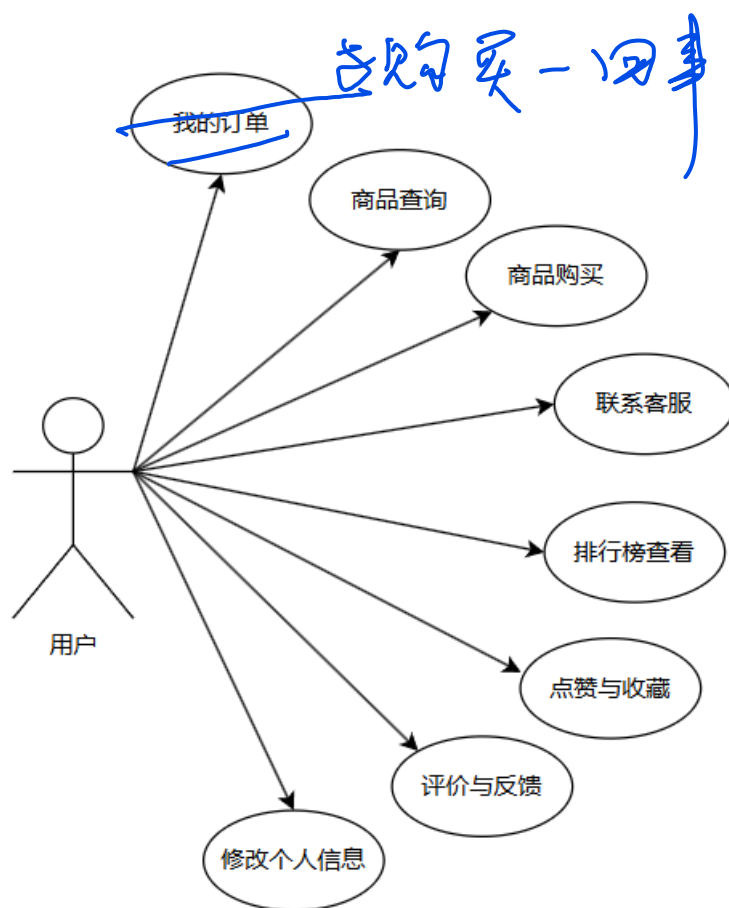 购买一回事
我的订单
商品查询
商品购买
联系客服
排行榜查看
用户
点赞与收藏
评价与反馈
修改个人信息